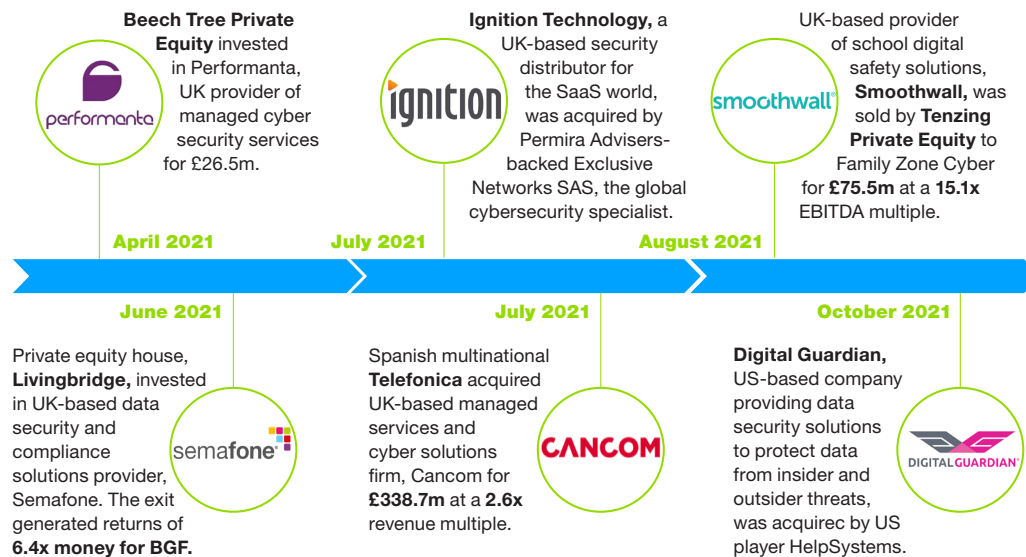 Beech Tree Private
Equity invested
in Performanta,
UK provider of
managed cyber
security services
for £26.5m.
performanta
April 2021
Ignition Technology, a
UK-based security
distributor for
the SaaS world,
was acquired by
Permira Advisers-
backed Exclusive
Networks SAS, the global
cybersecurity specialist.
ignition
July 2021
UK-based provider
of school digital
safety solutions,
Smoothwall, was
sold by Tenzing
Private Equity to
Family Zone Cyber
for £75.5m at a 15.1x
EBITDA multiple.
smoothwall®
August 2021
June 2021
Private equity house,
Livingbridge, invested
in UK-based data
security and
compliance
solutions provider,
Semafone. The exit
generated returns of
6.4x money for BGF.
semafone®
July 2021
Spanish multinational
Telefonica acquired
UK-based managed
services and
cyber solutions
firm, Cancom for
£338.7m at a 2.6x
revenue multiple.
CANCOM
October 2021
Digital Guardian,
US-based company
providing data
security solutions
to protect data
from insider and
outsider threats,
was acquirec by US
player HelpSystems.
DIGITALGUARDIAN®